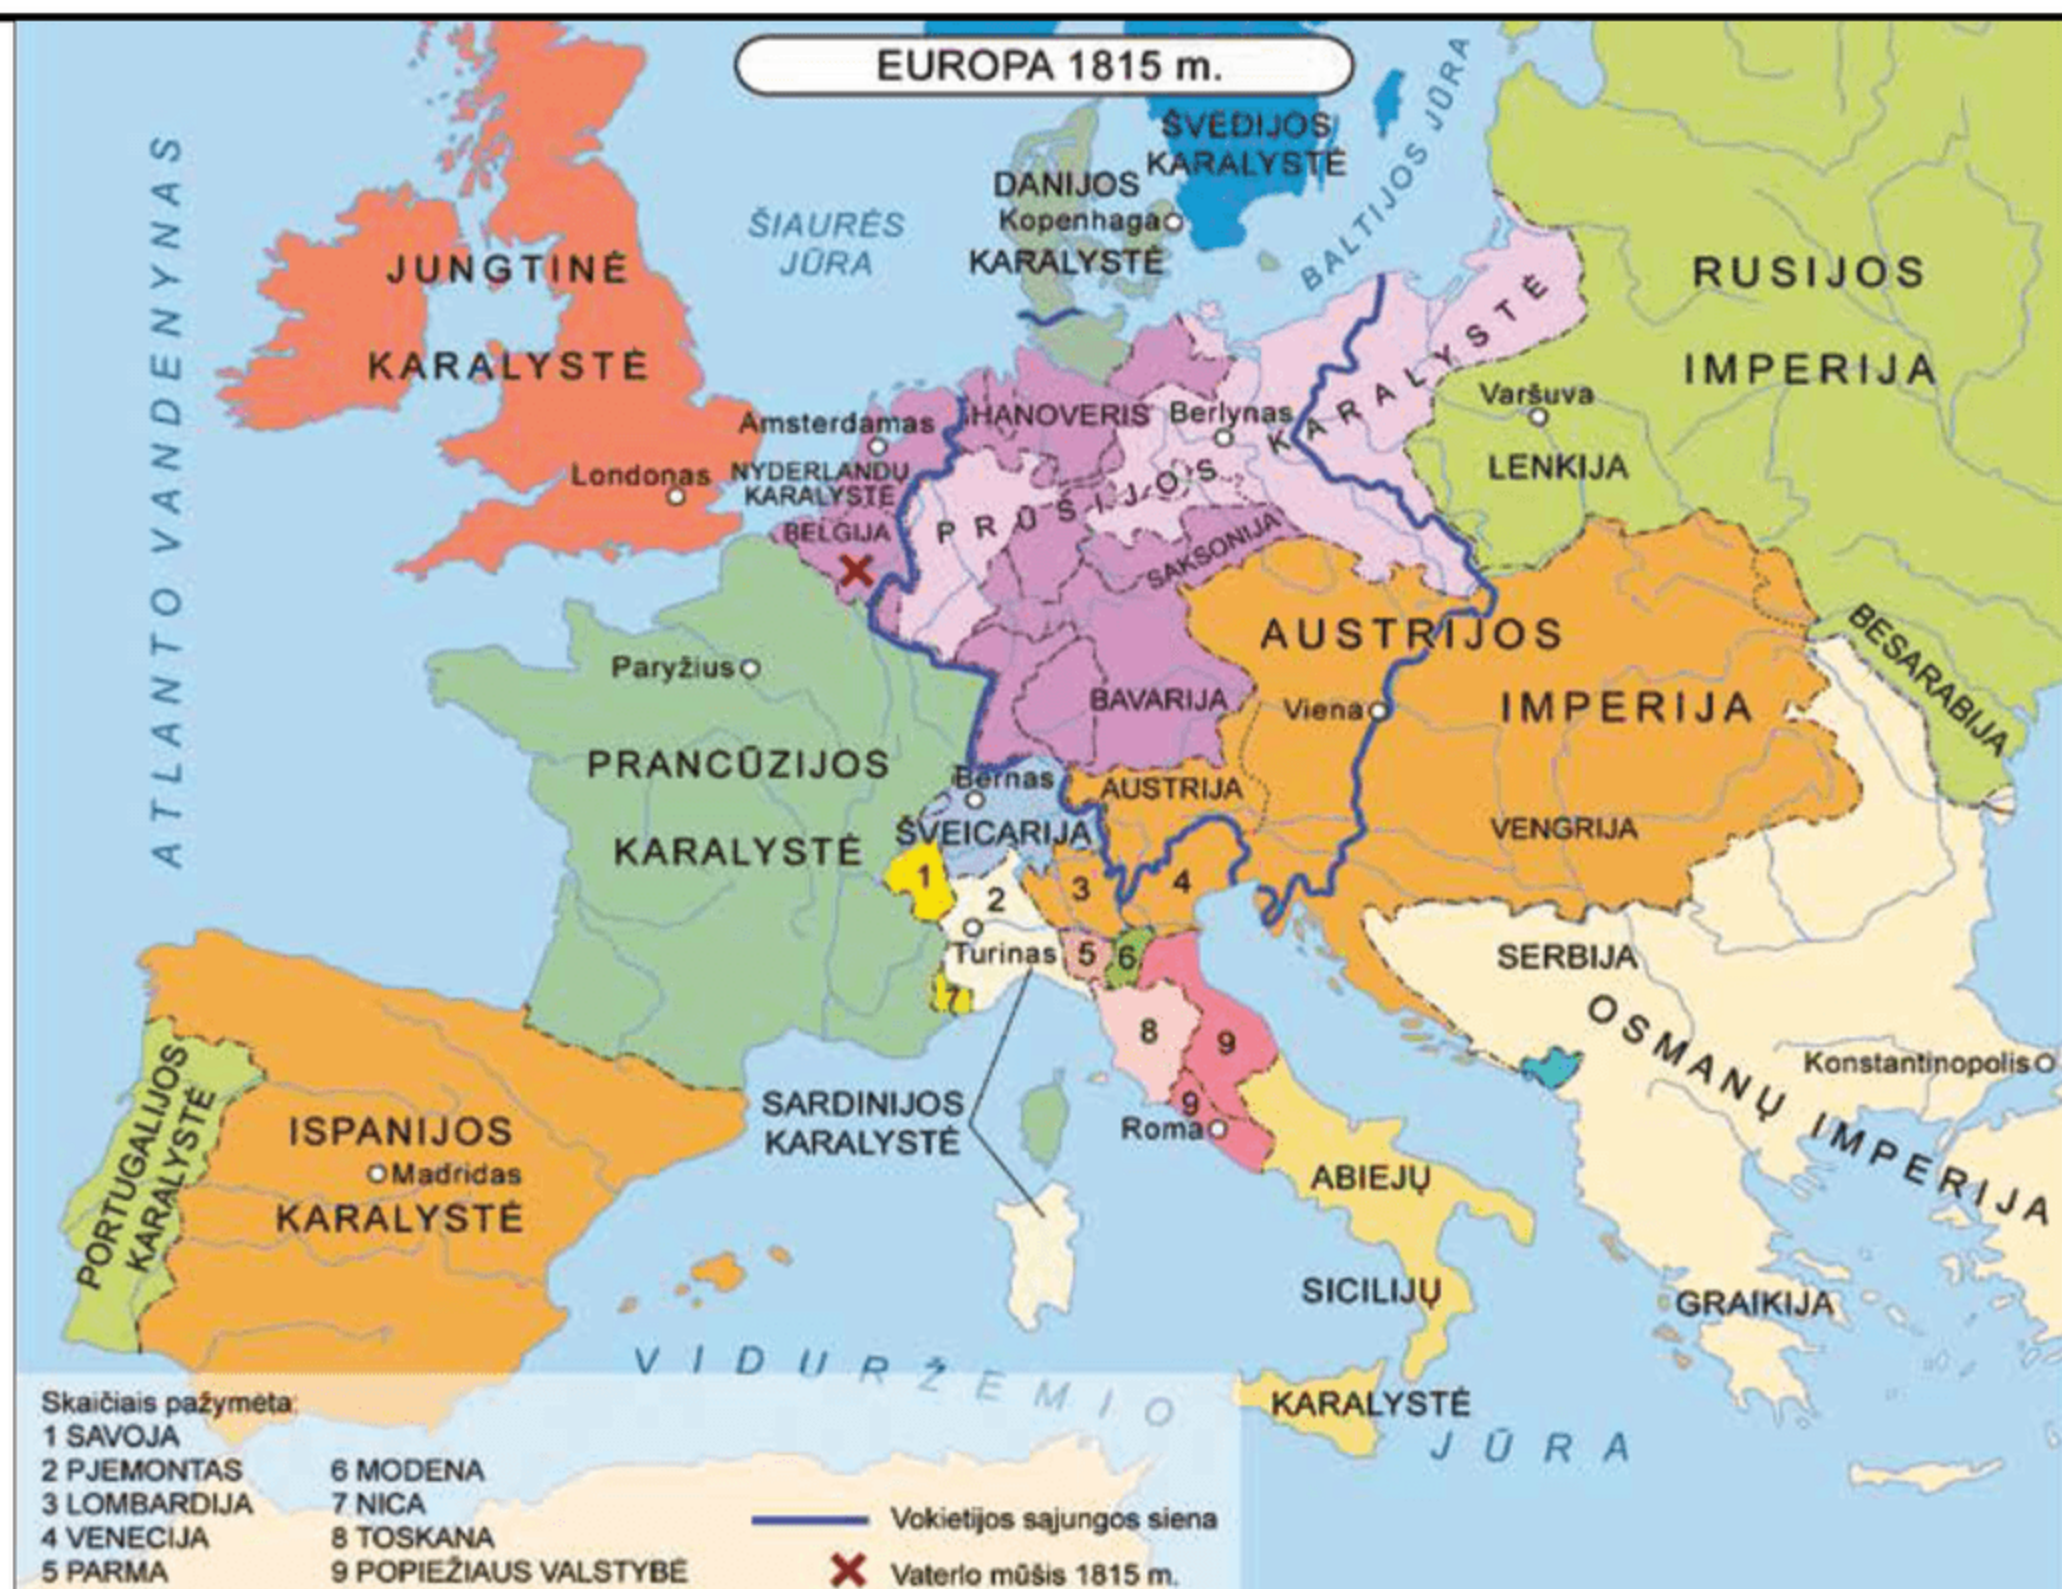 EUROPA 1815 m.
ATLANTO VANDENYNAS
ŠIAURĖS
JŪRA
BALTIJOS JŪRA
ŠVEDIJOS
KARALYSTĖ
DANIJOS
Kopenhaga
KARALYSTĖ
JUNGTINĖ
KARALYSTĖ
Londonas
RUSIJOS
IMPERIJA
Varšuva
LENKIJA
BESARABIJA
Amsterdamas
NYDERLANDŲ
KARALYSTĖ
BELGIJA
HANOVERIS
Berlynas
PRŪSIJOS KARALYSTĖ
SAKSONIJA
BAVARIJA
AUSTRIJOS
IMPERIJA
Viena
AUSTRIJA
VENGRIJA
Paryžius
PRANCŪZIJOS
KARALYSTĖ
Bernas
ŠVEICARIJA
1
2
3
4
Turinas
5
6
7
8
9
9
Roma
SARDINIJOS
KARALYSTĖ
SERBIJA
OSMANŲ IMPERIJA
Konstantinopolis
GRAIKIJA
ABIEJŲ
SICILIJŲ
KARALYSTĖ
PORTUGALIJOS
KARALYSTĖ
ISPANIJOS
Madridas
KARALYSTĖ
VIDURŽEMIO
JŪRA
Skaičiais pažymėta:
1 SAVOJA
2 PJEMONTAS
3 LOMBARDIJA
4 VENECIJA
5 PARMA
6 MODENA
7 NICA
8 TOSKANA
9 POPIEŽIAUS VALSTYBĖ
Vokietijos sąjungos siena
Vaterlo mūšis 1815 m.